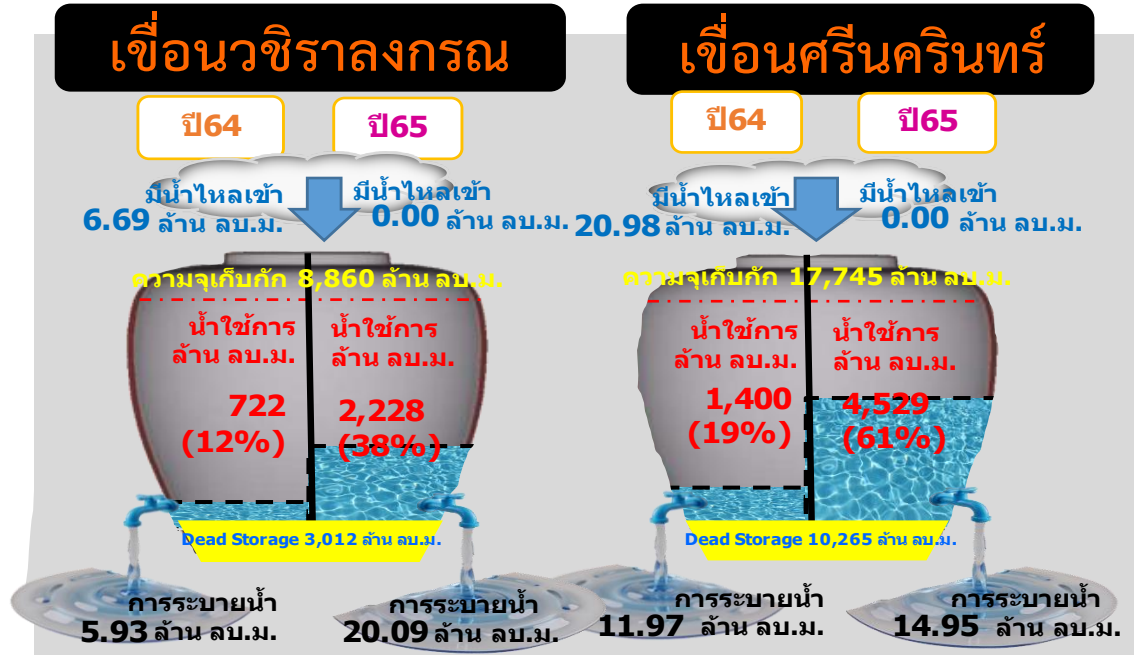 เขื่อนวชิราลงกรณ
ปี64
ปี65
มีน้ำไหลเข้า
6.69 ล้าน ลบ.ม.
มีน้ำไหลเข้า
0.00 ล้าน ลบ.ม.
ความจุเก็บกัก 8,860 ล้าน ลบ.ม.
น้ำใช้การ
ล้าน ลบ.ม.
722
(12%)
น้ำใช้การ
ล้าน ลบ.ม.
2,228
(38%)
Dead Storage 3,012 ล้าน ลบ.ม.
การระบายน้ำ
5.93 ล้าน ลบ.ม.
การระบายน้ำ
20.09 ล้าน ลบ.ม.
เขื่อนศรีนครินทร์
ปี64
ปี65
มีน้ำไหลเข้า
20.98 ล้าน ลบ.ม.
มีน้ำไหลเข้า
0.00 ล้าน ลบ.ม.
ความจุเก็บกัก 17,745 ล้าน ลบ.ม.
น้ำใช้การ
ล้าน ลบ.ม.
1,400
(19%)
น้ำใช้การ
ล้าน ลบ.ม.
4,529
(61%)
Dead Storage 10,265 ล้าน ลบ.ม.
การระบายน้ำ
11.97 ล้าน ลบ.ม.
การระบายน้ำ
14.95 ล้าน ลบ.ม.